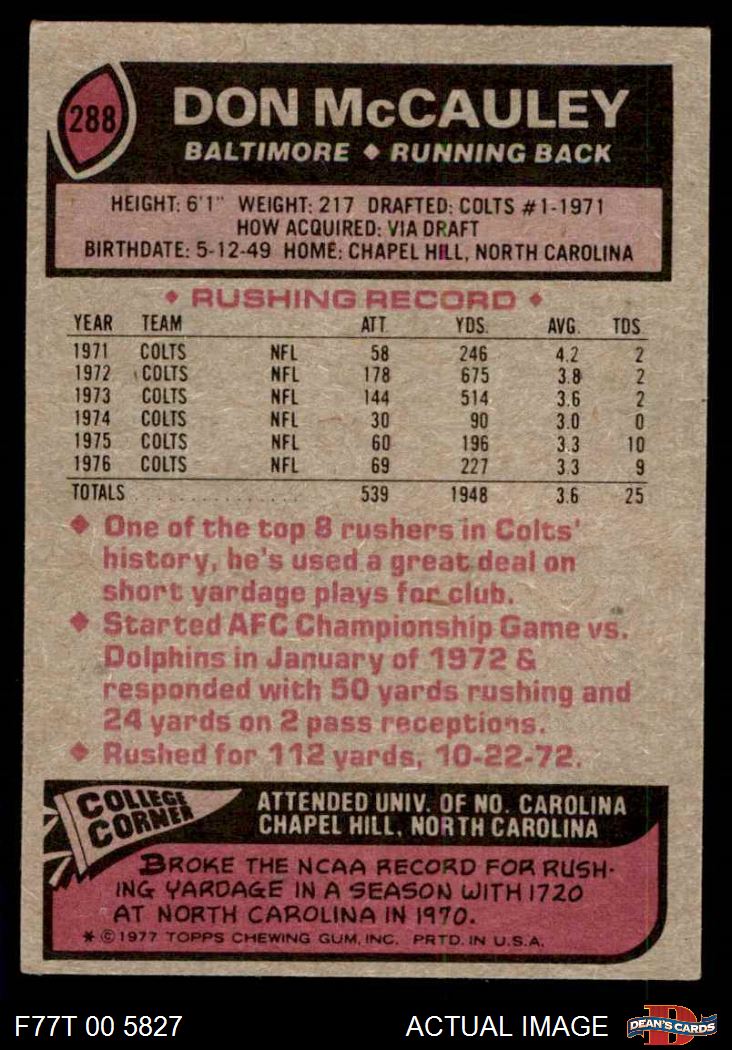 288
DON McCAULEY
BALTIMORE ◆ RUNNING BACK
HEIGHT: 6'1" WEIGHT: 217 DRAFTED: COLTS #1-1971
HOW ACQUIRED: VIA DRAFT
BIRTHDATE: 5-12-49 HOME: CHAPEL HILL, NORTH CAROLINA
◆ RUSHING RECORD ◆
YEAR TEAM ATT. YDS. AVG. TDS
1971 COLTS NFL 58 246 4.2 2
1972 COLTS NFL 178 675 3.8 2
1973 COLTS NFL 144 514 3.6 2
1974 COLTS NFL 30 90 3.0 0
1975 COLTS NFL 60 196 3.3 10
1976 COLTS NFL 69 227 3.3 9
TOTALS . . . . . . . . . . . . . . . 539 1948 3.6 25
◆ One of the top 8 rushers in Colts'
history, he's used a great deal on
short yardage plays for club.
◆ Started AFC Championship Game vs.
Dolphins in January of 1972 &
responded with 50 yards rushing and
24 yards on 2 pass receptions.
◆ Rushed for 112 yards, 10-22-72.
COLLEGE
CORNER
ATTENDED UNIV. OF NO. CAROLINA
CHAPEL HILL, NORTH CAROLINA
BROKE THE NCAA RECORD FOR RUSH-
ING YARDAGE IN A SEASON WITH 1720
AT NORTH CAROLINA IN 1970.
* © 1977 TOPPS CHEWING GUM, INC. PRTD. IN U.S.A.
F77T 00 5827 ACTUAL IMAGE
D
DEAN'S CARDS